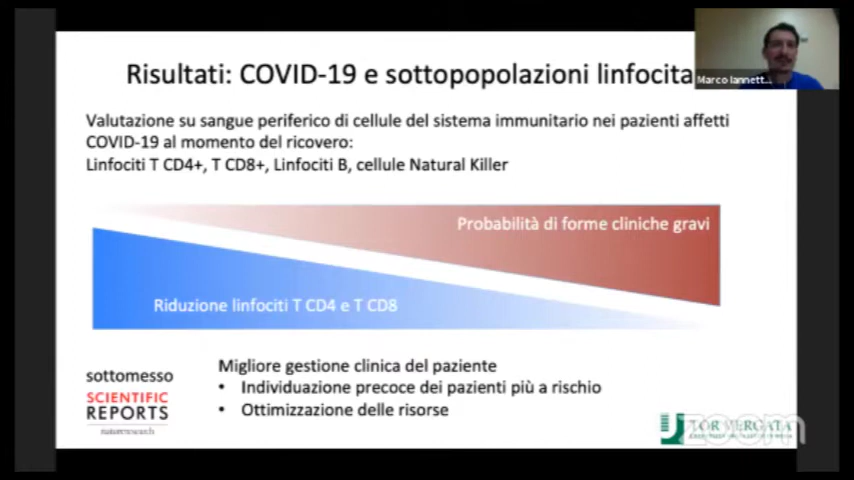 Risultati: COVID-19 e sottopopolazioni linfocita
Marco Iannett...
Valutazione su sangue periferico di cellule del sistema immunitario nei pazienti affetti
COVID-19 al momento del ricovero:
Linfociti T CD4+, T CD8+, Linfociti B, cellule Natural Killer
Probabilità di forme cliniche gravi
Riduzione linfociti T CD4 e T CD8
Migliore gestione clinica del paziente
• Individuazione precoce dei pazienti più a rischio
• Ottimizzazione delle risorse
sottomesso
SCIENTIFIC
REPORTS
natureresearch
TOR VERGATA
zoom